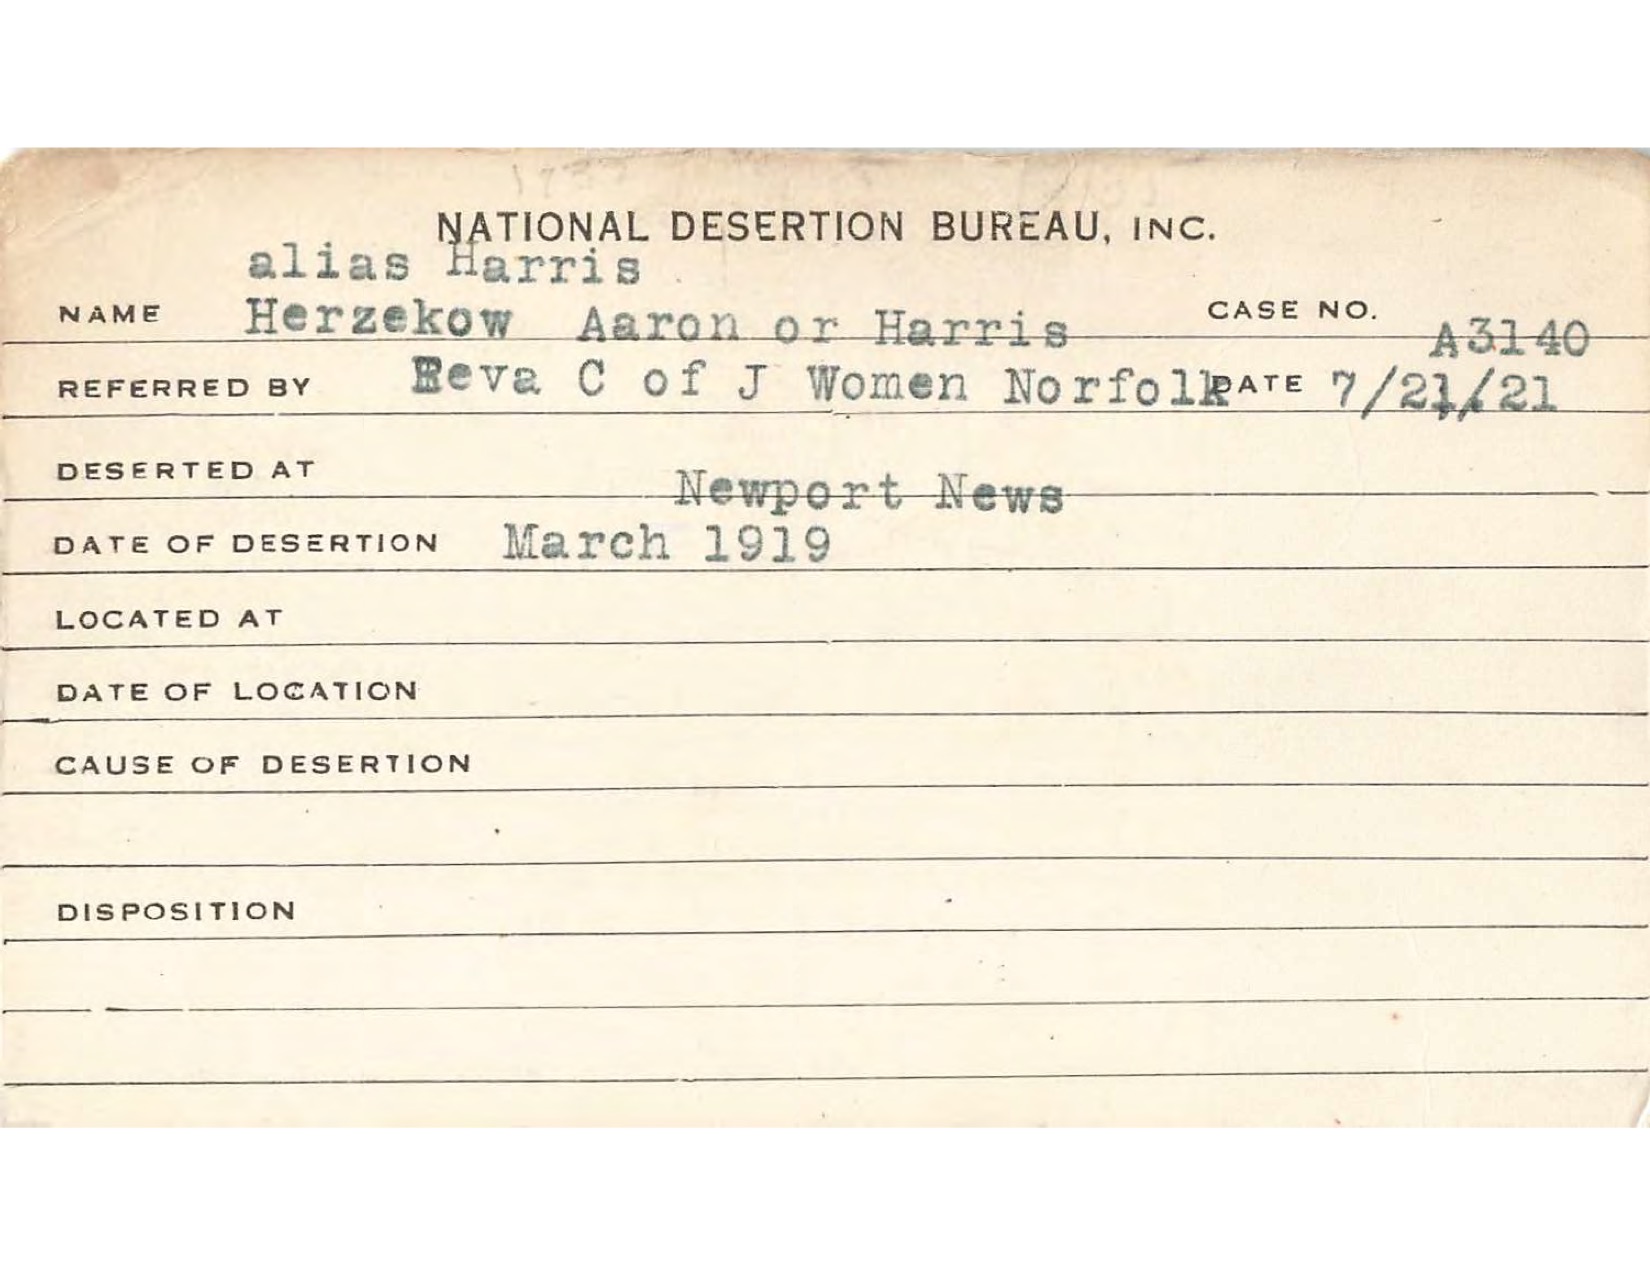 NATIONAL DESERTION BUREAU, INC.
alias Harris
NAME Herzekow Aaron or Harris CASE NO. A3140
REFERRED BY Reva C of J Women Norfolk DATE 7/21/21
DESERTED AT Newport News
DATE OF DESERTION March 1919
LOCATED AT
DATE OF LOCATION
CAUSE OF DESERTION
DISPOSITION